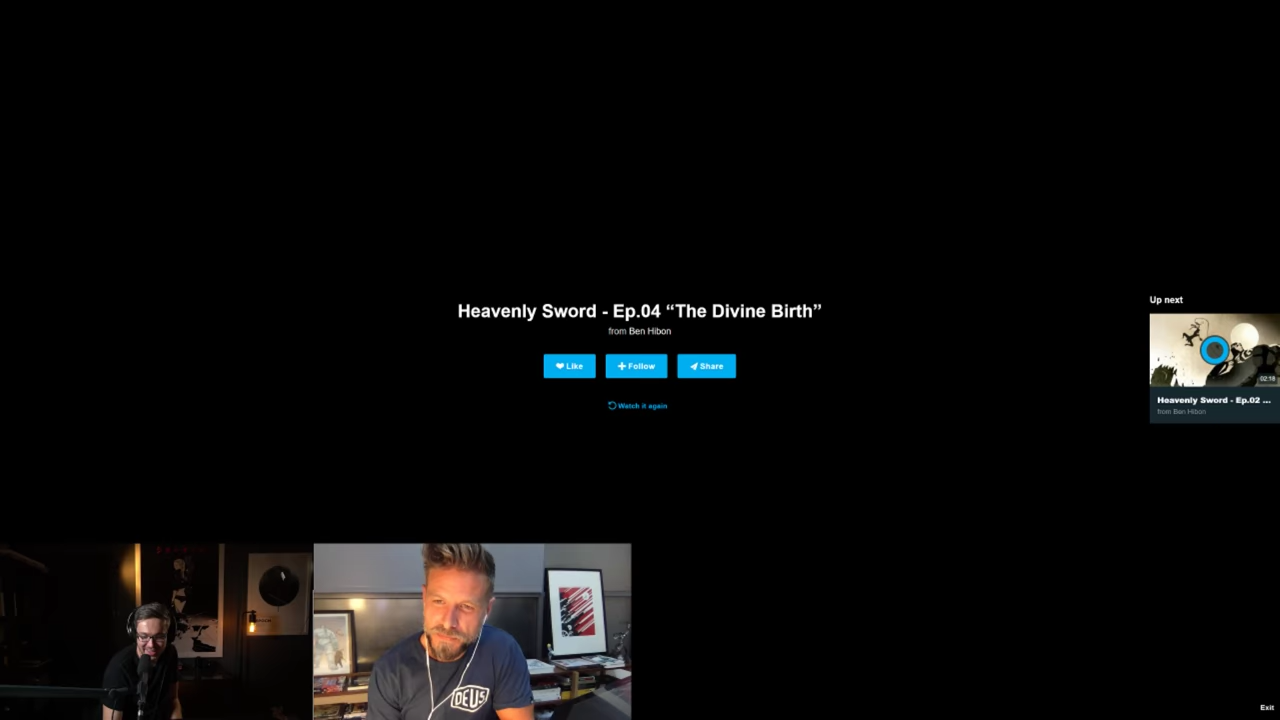 Heavenly Sword - Ep.04 “The Divine Birth”
from Ben Hibon
Like
Follow
Share
Watch it again
Up next
02:18
Heavenly Sword - Ep.02 ...
from Ben Hibon
DEUS
Exit